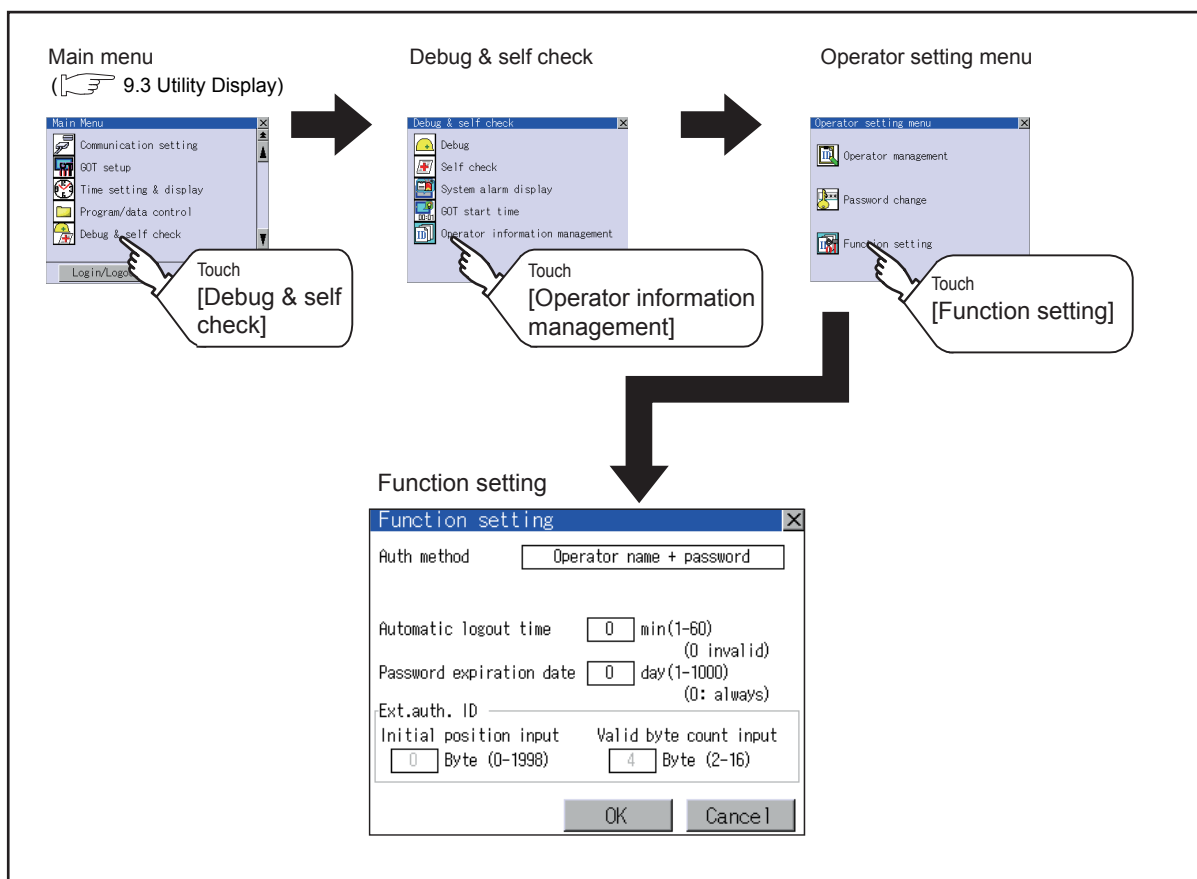 Main menu
( 9.3 Utility Display)
Main Menu
Communication setting
GOT setup
Time setting & display
Program/data control
Debug & self check
Login/Logo
Touch
[Debug & self
check]
Debug & self check
Debug & self check
Debug
Self check
System alarm display
GOT start time
Operator information management
Touch
[Operator information
management]
Operator setting menu
Operator setting menu
Operator management
Password change
Function setting
Touch
[Function setting]
Function setting
Function setting
Auth method Operator name + password
Automatic logout time 0 min(1-60)
(0 invalid)
Password expiration date 0 day(1-1000)
(0: always)
Ext.auth. ID
Initial position input Valid byte count input
0 Byte (0-1998) 4 Byte (2-16)
OK Cancel